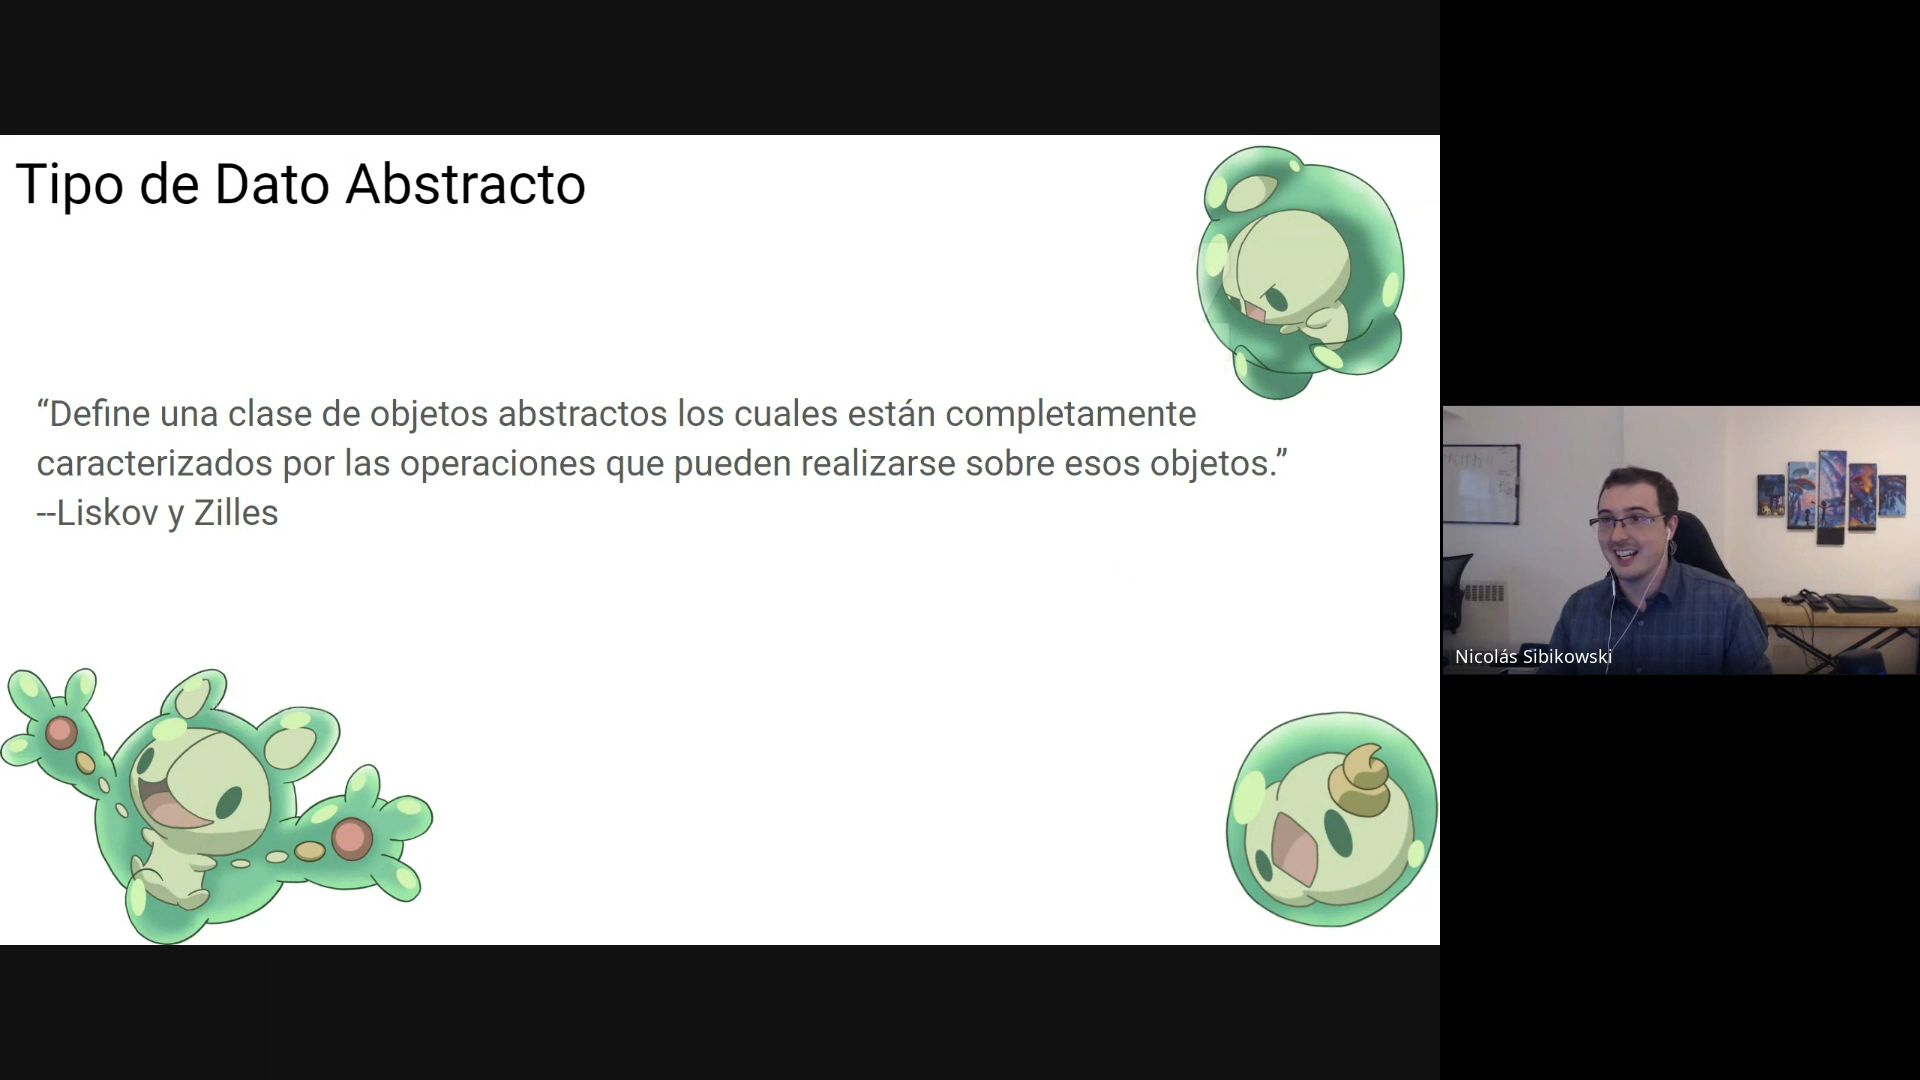 Tipo de Dato Abstracto
“Define una clase de objetos abstractos los cuales están completamente
caracterizados por las operaciones que pueden realizarse sobre esos objetos.”
--Liskov y Zilles
Nicolás Sibikowski